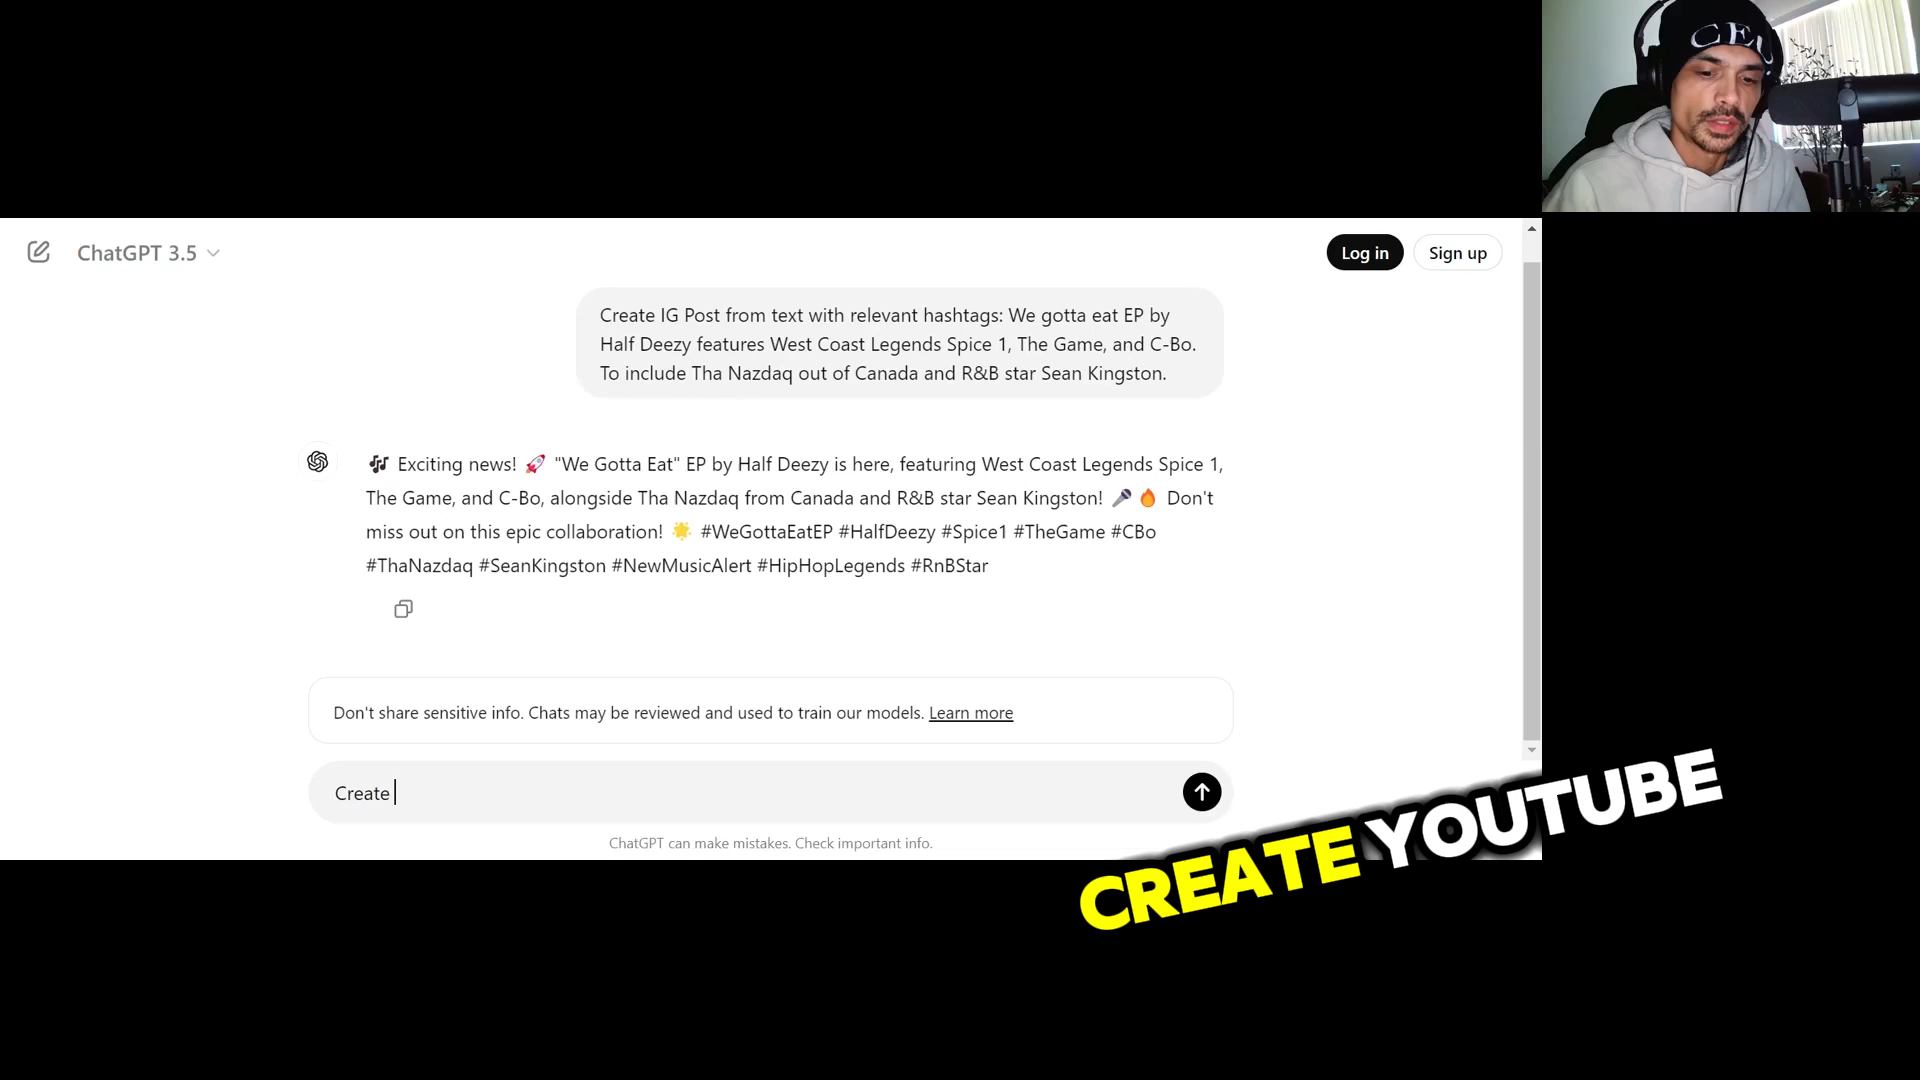 CEU
ChatGPT 3.5
Log in
Sign up
Create IG Post from text with relevant hashtags: We gotta eat EP by
Half Deezy features West Coast Legends Spice 1, The Game, and C-Bo.
To include Tha Nazdaq out of Canada and R&B star Sean Kingston.
🎶 Exciting news! 🚀 "We Gotta Eat" EP by Half Deezy is here, featuring West Coast Legends Spice 1,
The Game, and C-Bo, alongside Tha Nazdaq from Canada and R&B star Sean Kingston! 🎤 🔥 Don't
miss out on this epic collaboration! 🌟 #WeGottaEatEP #HalfDeezy #Spice1 #TheGame #CBo
#ThaNazdaq #SeanKingston #NewMusicAlert #HipHopLegends #RnBStar
Don't share sensitive info. Chats may be reviewed and used to train our models. Learn more
Create
ChatGPT can make mistakes. Check important info.
CREATE YOUTUBE